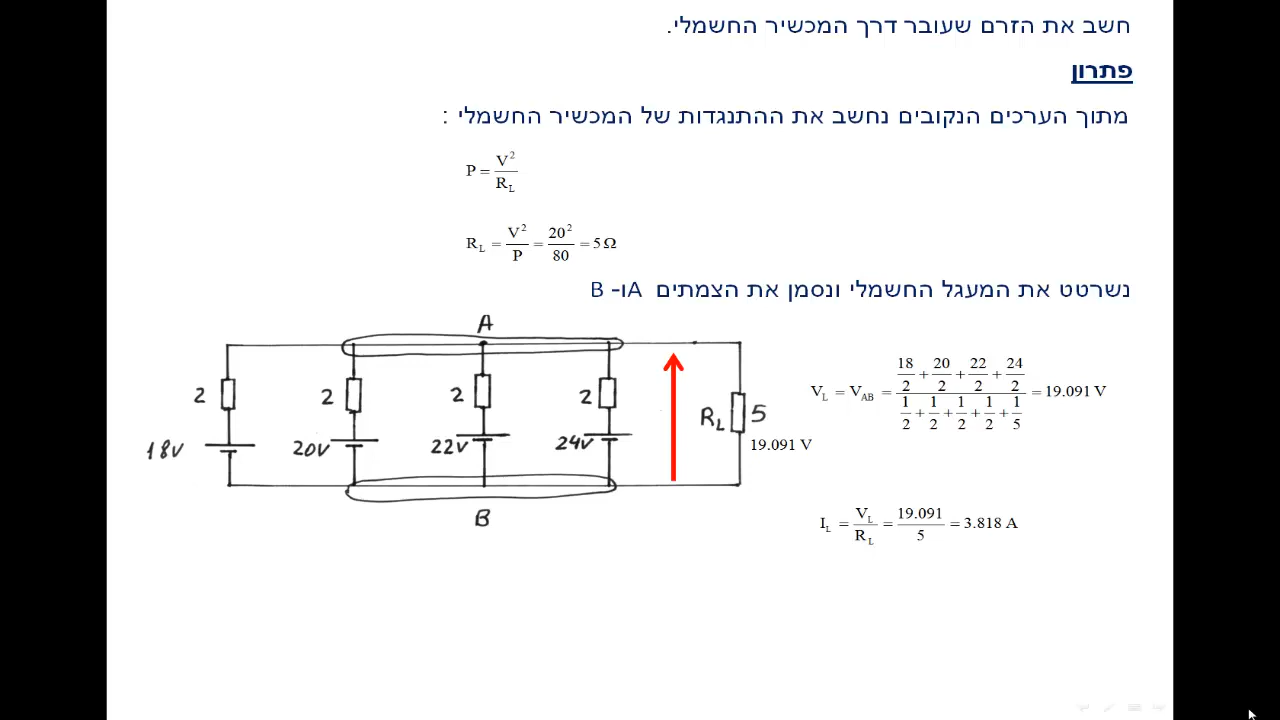 חשב את הזרם שעובר דרך המכשיר החשמלי.
פתרון
מתוך הערכים הנקובים נחשב את ההתנגדות של המכשיר החשמלי :
P = V² / R_L
R_L = V² / P = 20² / 80 = 5 Ω
נשרטט את המעגל החשמלי ונסמן את הצמתים A ו- B
A
2 2 2 2 R_L 5
18V 20V 22V 24V 19.091 V
B
V_L = V_AB = (18/2 + 20/2 + 22/2 + 24/2) / (1/2 + 1/2 + 1/2 + 1/2 + 1/5) = 19.091 V
I_L = V_L / R_L = 19.091 / 5 = 3.818 A